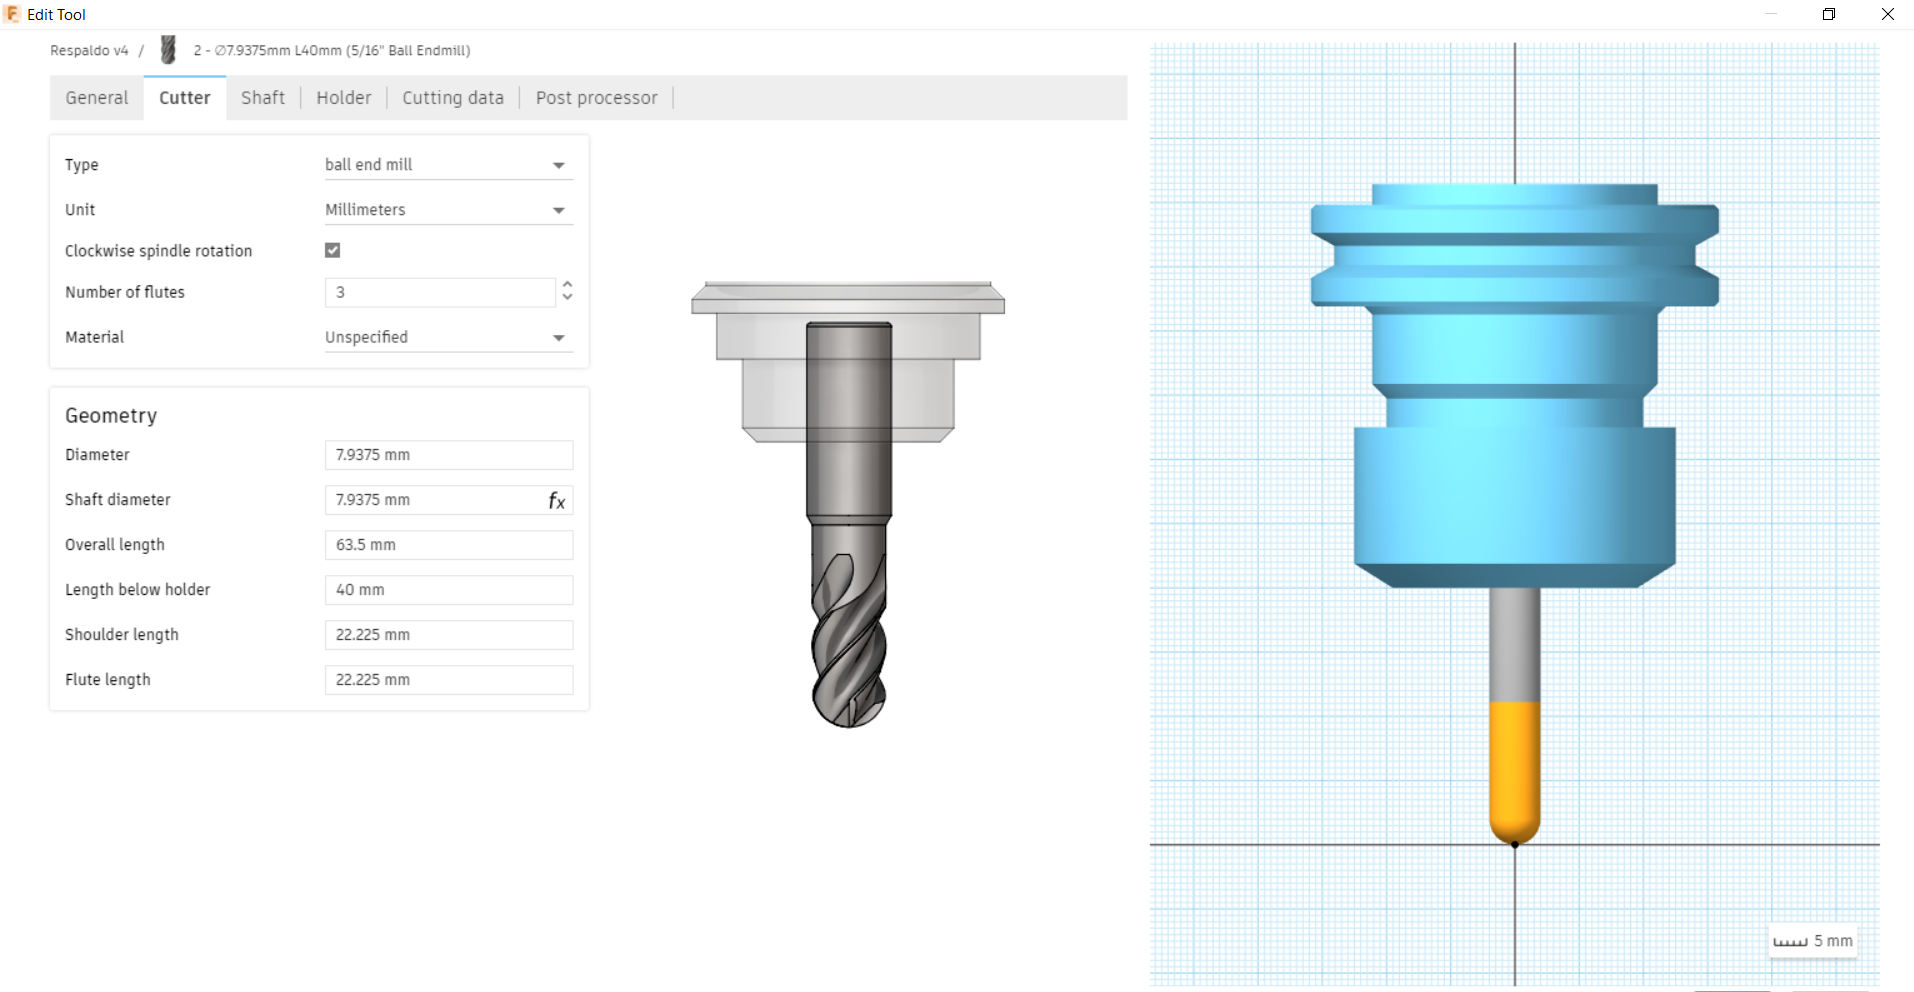 Edit Tool
Respaldo v4 / 2 - Ø7.9375mm L40mm (5/16" Ball Endmill)
General Cutter Shaft Holder Cutting data Post processor
Type ball end mill
Unit Millimeters
Clockwise spindle rotation
Number of flutes 3
Material Unspecified
Geometry
Diameter 7.9375 mm
Shaft diameter 7.9375 mm fx
Overall length 63.5 mm
Length below holder 40 mm
Shoulder length 22.225 mm
Flute length 22.225 mm
5 mm